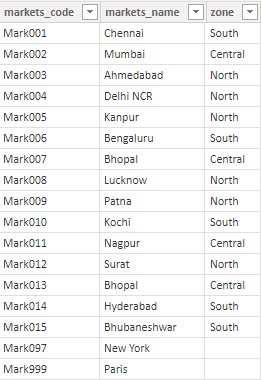 markets_code markets_name zone
Mark001 Chennai South
Mark002 Mumbai Central
Mark003 Ahmedabad North
Mark004 Delhi NCR North
Mark005 Kanpur North
Mark006 Bengaluru South
Mark007 Bhopal Central
Mark008 Lucknow North
Mark009 Patna North
Mark010 Kochi South
Mark011 Nagpur Central
Mark012 Surat North
Mark013 Bhopal Central
Mark014 Hyderabad South
Mark015 Bhubaneshwar South
Mark097 New York
Mark999 Paris